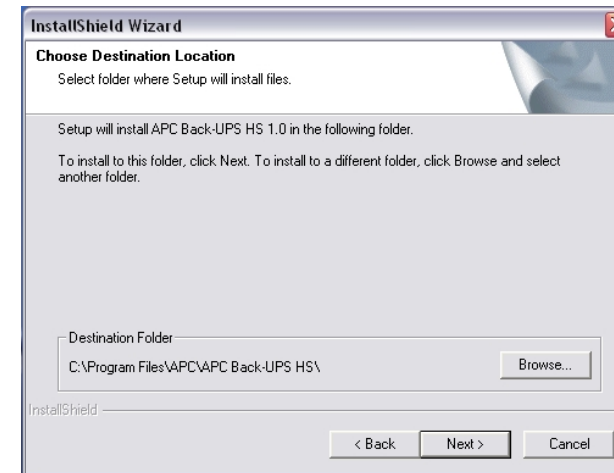 InstallShield Wizard
Choose Destination Location
Select folder where Setup will install files.
Setup will install APC Back-UPS HS 1.0 in the following folder.
To install to this folder, click Next. To install to a different folder, click Browse and select
another folder.
Destination Folder
C:\Program Files\APC\APC Back-UPS HS\
Browse...
InstallShield
< Back Next > Cancel